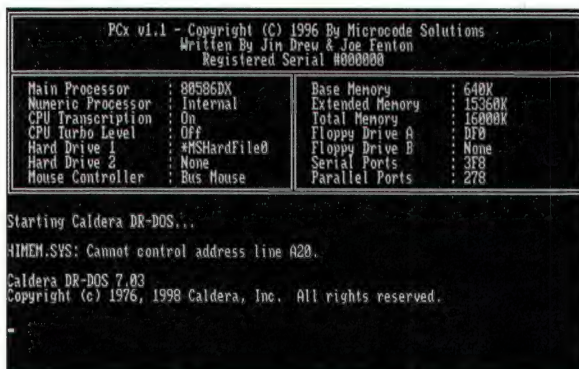 PCx v1.1 - Copyright (C) 1996 By Microcode Solutions
Written By Jim Drew & Joe Fenton
Registered Serial #000000
Main Processor : 80586DX
Numeric Processor : Internal
CPU Transcription : On
CPU Turbo Level : Off
Hard Drive 1 : *MSHardFile0
Hard Drive 2 : None
Mouse Controller : Bus Mouse
Base Memory : 640K
Extended Memory : 15360K
Total Memory : 16000K
Floppy Drive A : DF0
Floppy Drive B : None
Serial Ports : 3F8
Parallel Ports : 278
Starting Caldera DR-DOS...
HIMEM.SYS: Cannot control address line A20.
Caldera DR-DOS 7.03
Copyright (c) 1976, 1998 Caldera, Inc. All rights reserved.